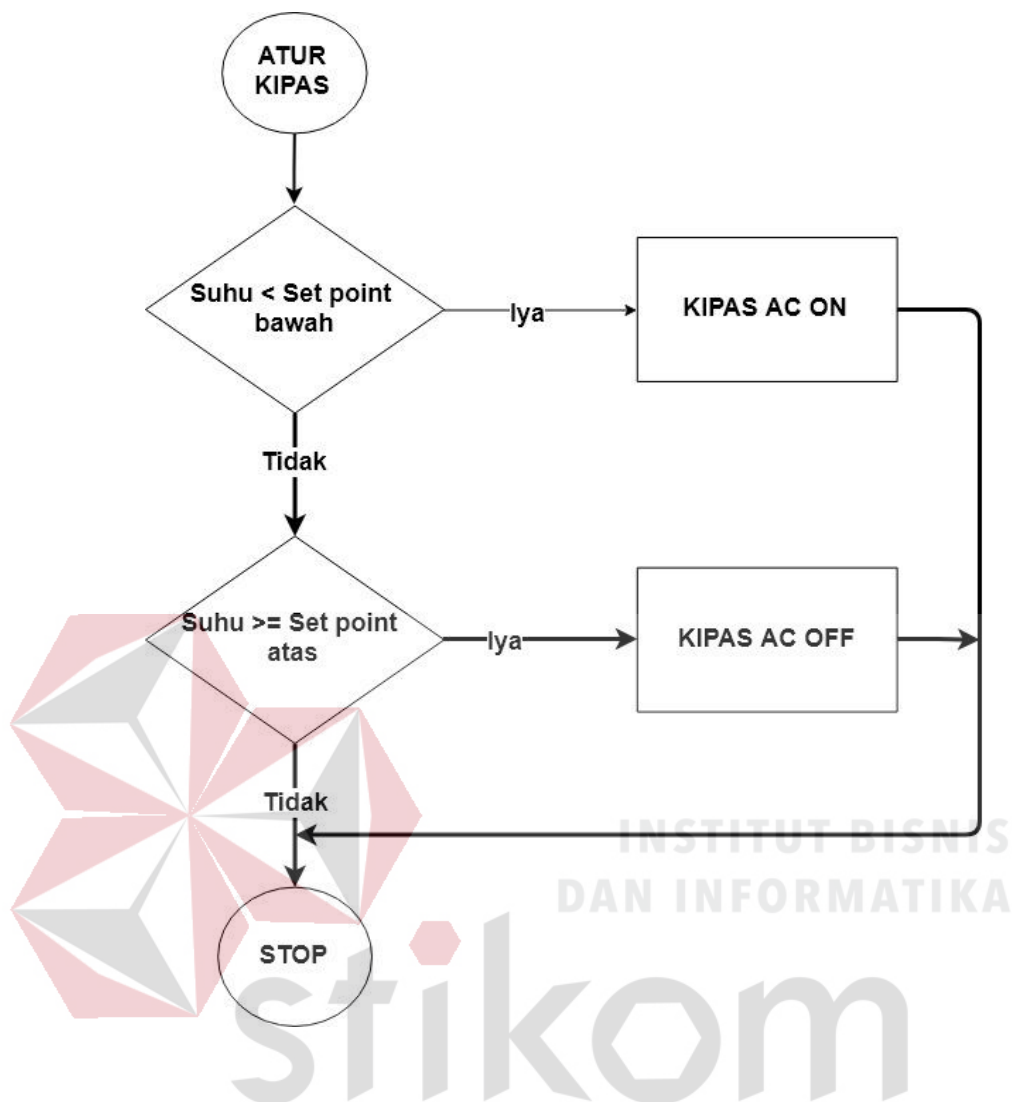 ATUR
KIPAS
Suhu < Set point
bawah
Iya
KIPAS AC ON
Tidak
Suhu >= Set point
atas
Iya
KIPAS AC OFF
Tidak
INSTITUT BISNIS
DAN INFORMATIKA
STOP
stikom